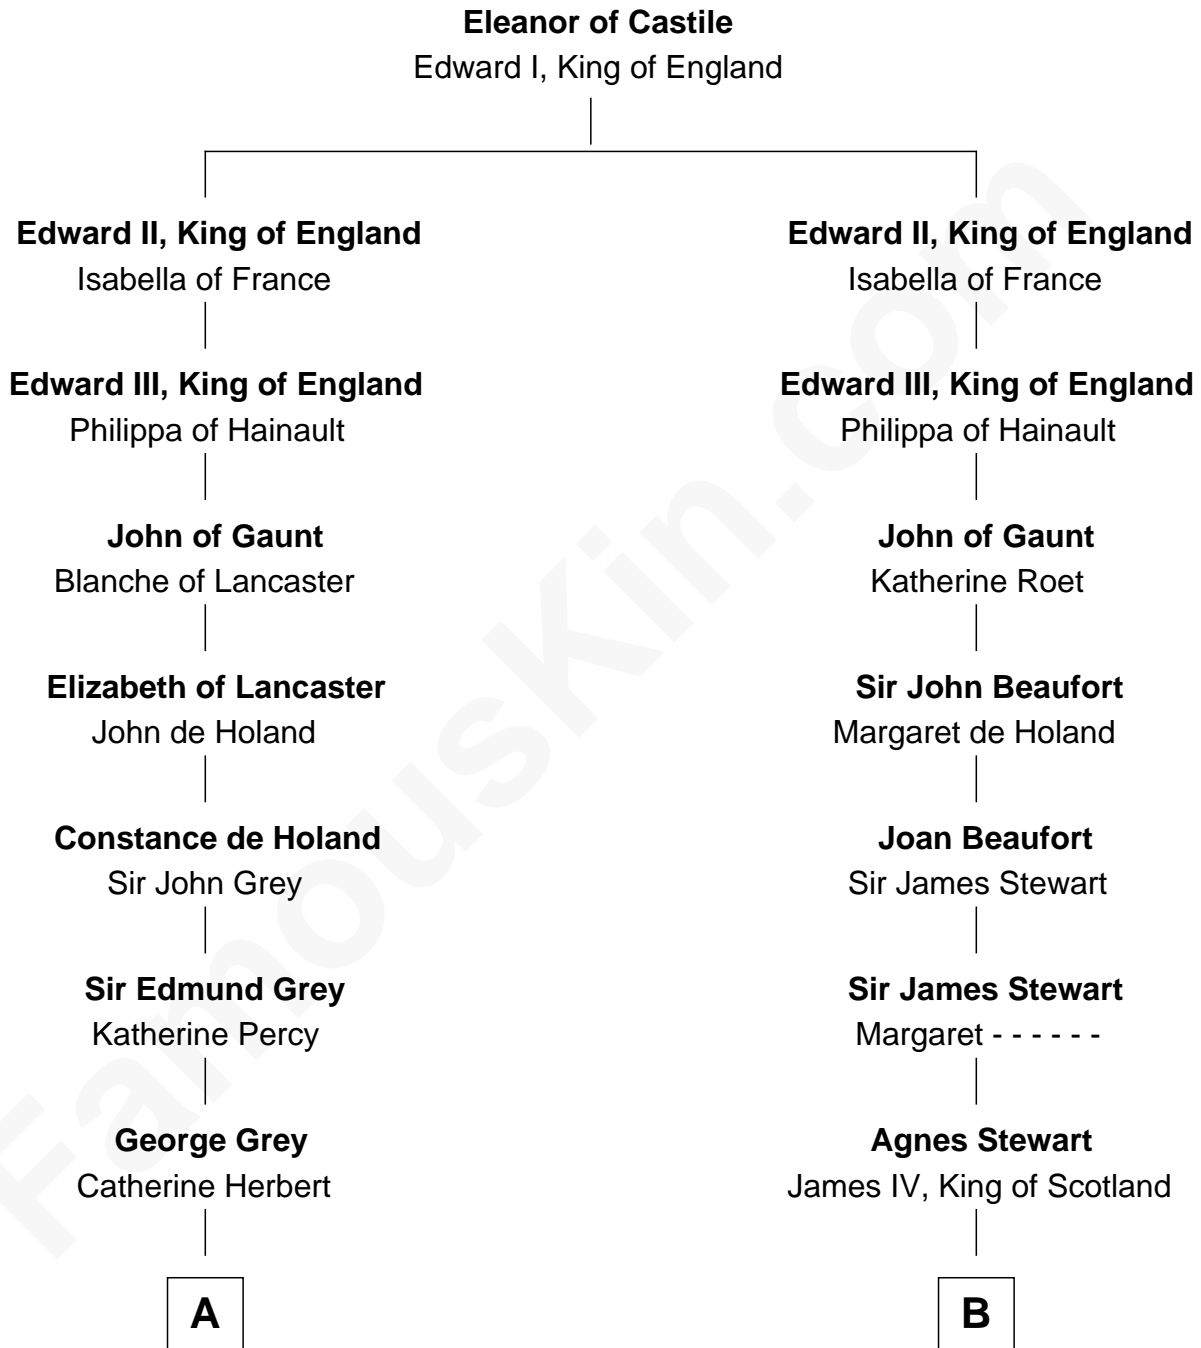 Eleanor of Castile
Edward I, King of England
Edward II, King of England
Isabella of France
Edward III, King of England
Philippa of Hainault
John of Gaunt
Blanche of Lancaster
Elizabeth of Lancaster
John de Holand
Constance de Holand
Sir John Grey
Sir Edmund Grey
Katherine Percy
George Grey
Catherine Herbert
A
Edward II, King of England
Isabella of France
Edward III, King of England
Philippa of Hainault
John of Gaunt
Katherine Roet
Sir John Beaufort
Margaret de Holand
Joan Beaufort
Sir James Stewart
Sir James Stewart
Margaret - - - - - -
Agnes Stewart
James IV, King of Scotland
B
FamousKin.com